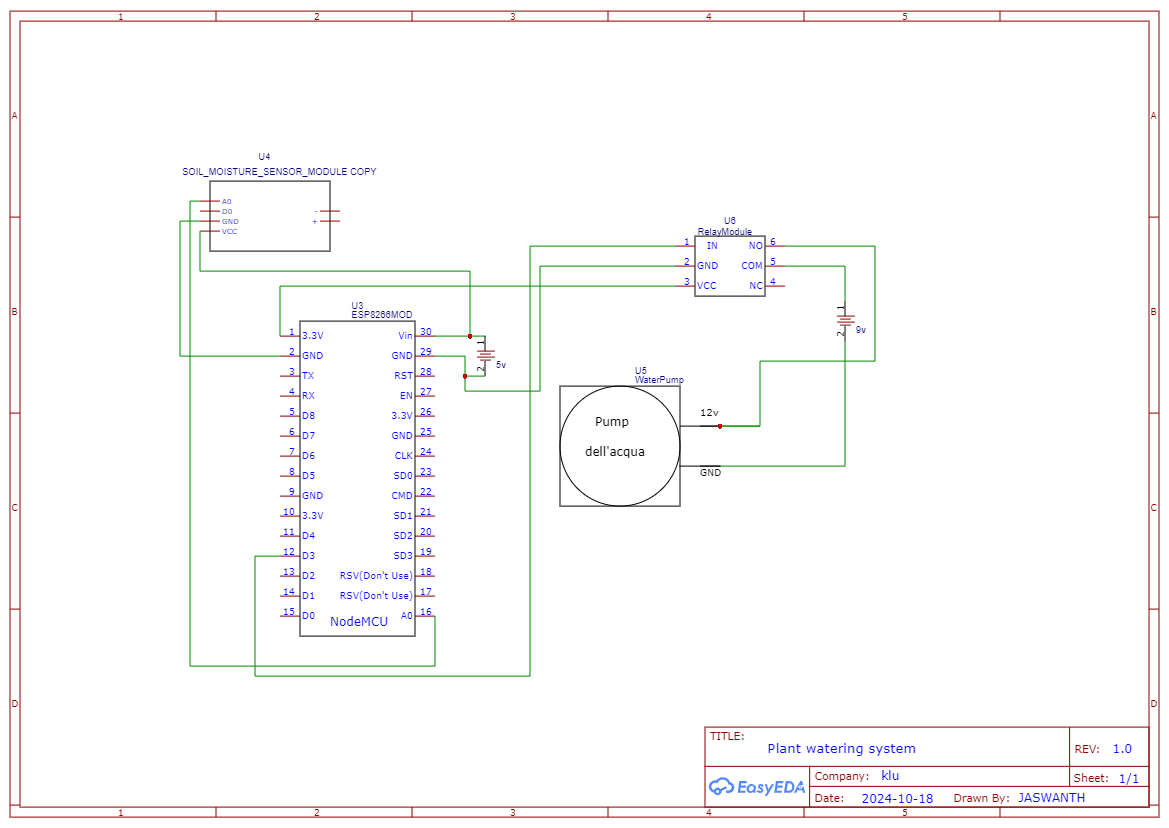 1 2 3 4 5
A A
B B
C C
D D
1 2 3 4 5
U4
SOIL_MOISTURE_SENSOR_MODULE COPY
A0
D0 -
GND +
VCC
U6
RelayModule
1 IN NO 6
2 GND COM 5
3 VCC NC 4
1
2
9v
U3
ESP8266MOD
1 3.3V Vin 30
2 GND GND 29
3 TX RST 28
4 RX EN 27
5 D8 3.3V 26
6 D7 GND 25
7 D6 CLK 24
8 D5 SD0 23
9 GND CMD 22
10 3.3V SD1 21
11 D4 SD2 20
12 D3 SD3 19
13 D2 RSV(Don't Use) 18
14 D1 RSV(Don't Use) 17
15 D0 A0 16
NodeMCU
1
2
5v
U5
WaterPump
Pump
dell'acqua
12v
GND
TITLE:
Plant watering system
REV: 1.0
EasyEDA
Company: klu
Sheet: 1/1
Date: 2024-10-18 Drawn By: JASWANTH